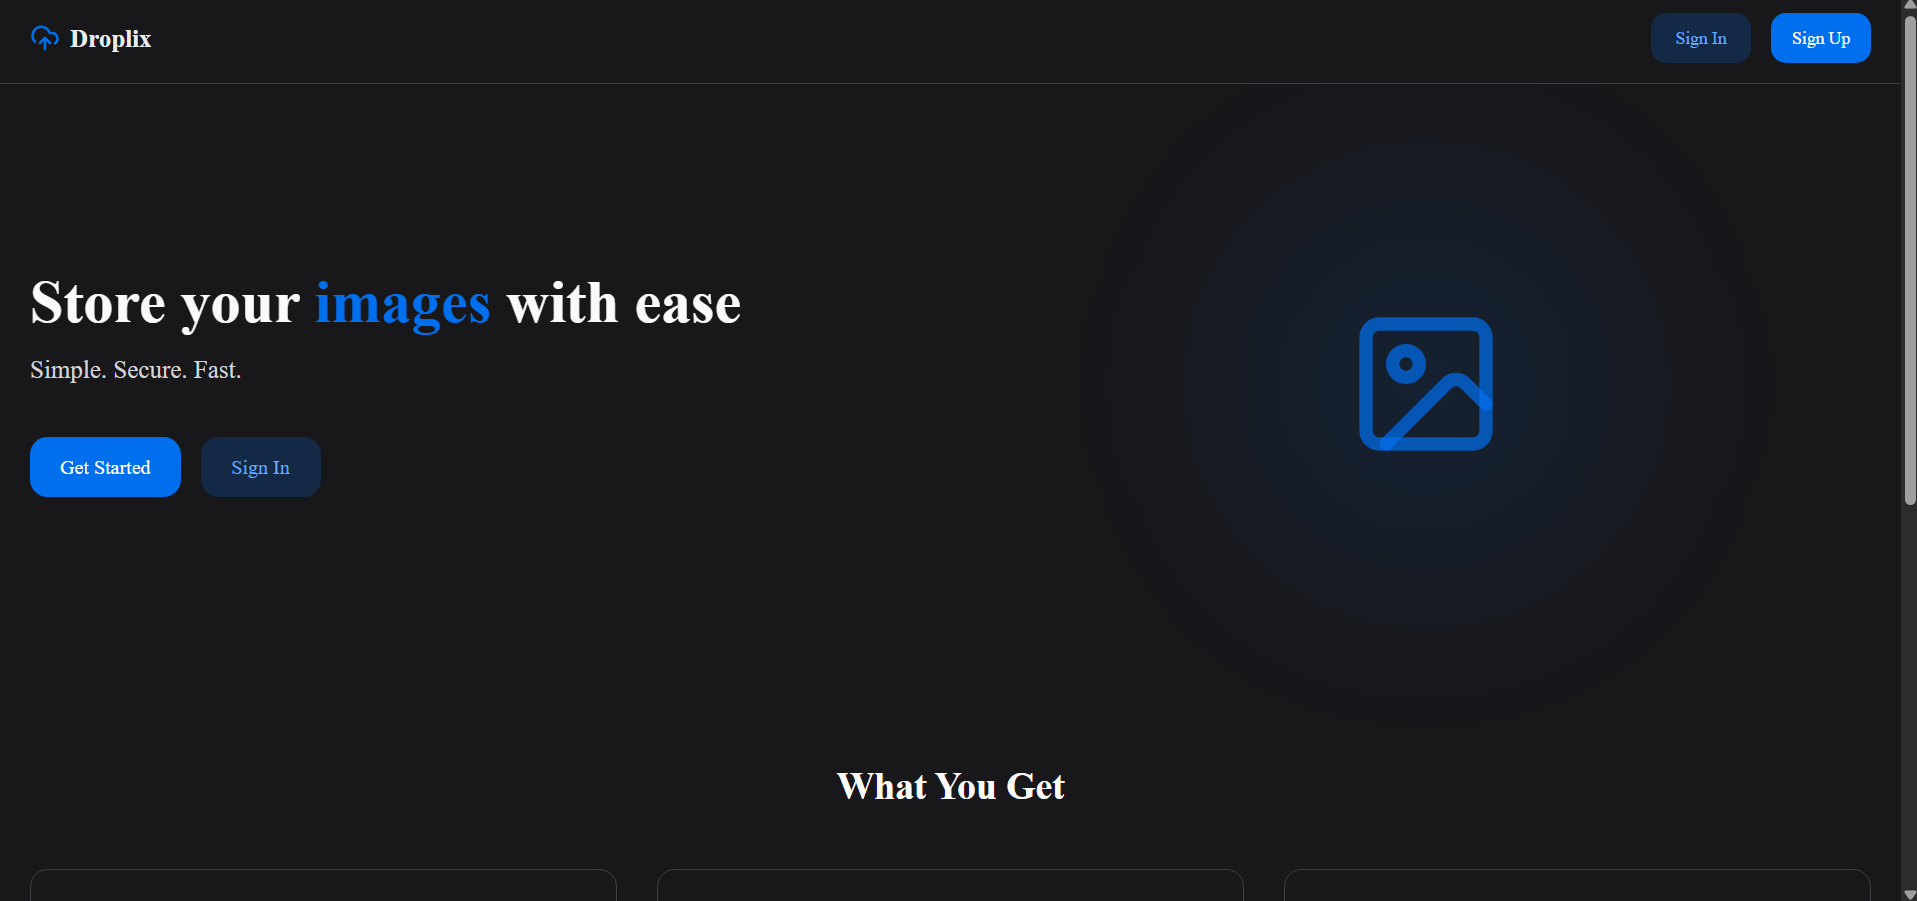 Droplix
Sign In
Sign Up
Store your images with ease
Simple. Secure. Fast.
Get Started
Sign In
What You Get